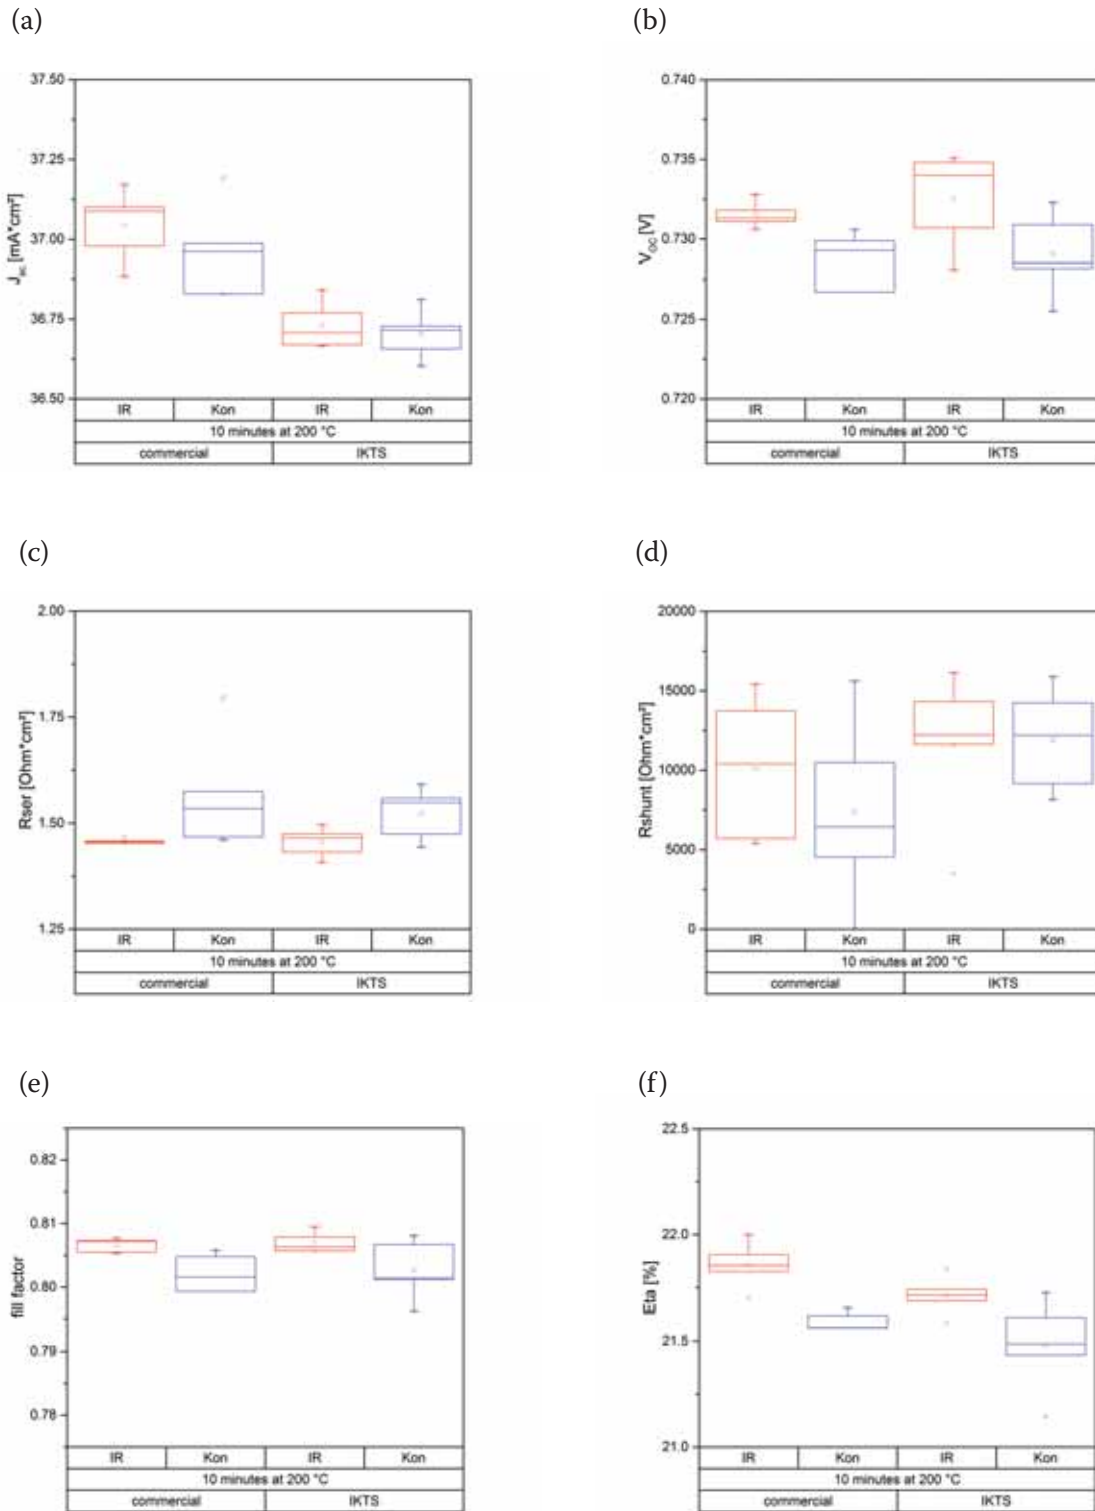 (a)
(b)
37.50
37.25
37.00
36.75
36.50
J_sc [mA*cm²]
IR Kon IR Kon
10 minutes at 200 °C
commercial IKTS
0.740
0.735
0.730
0.725
0.720
V_OC [V]
IR Kon IR Kon
10 minutes at 200 °C
commercial IKTS
(c)
(d)
2.00
1.75
1.50
1.25
Rser [Ohm*cm²]
IR Kon IR Kon
10 minutes at 200 °C
commercial IKTS
20000
15000
10000
5000
0
Rshunt [Ohm*cm²]
IR Kon IR Kon
10 minutes at 200 °C
commercial IKTS
(e)
(f)
0.82
0.81
0.80
0.79
0.78
fill factor
IR Kon IR Kon
10 minutes at 200 °C
commercial IKTS
22.5
22.0
21.5
21.0
Eta [%]
IR Kon IR Kon
10 minutes at 200 °C
commercial IKTS